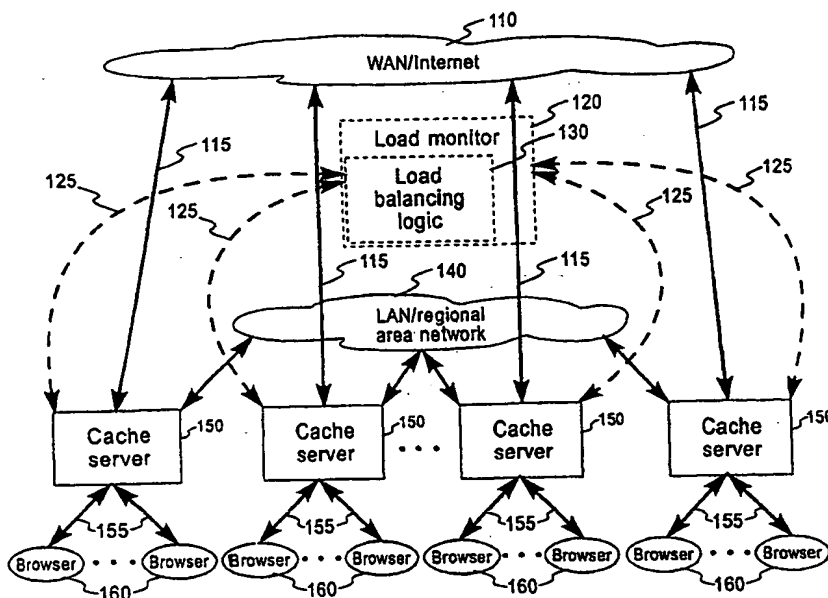 110
WAN/Internet
120
115
Load monitor
130
115
125
Load
balancing
logic
125
125
125
115
140
115
LAN/regional
area network
Cache
server
150
Cache
server
150
• • •
Cache
server
150
Cache
server
150
155
155
155
155
Browser • • • Browser
Browser • • • Browser
Browser • • • Browser
Browser • • • Browser
160
160
160
160